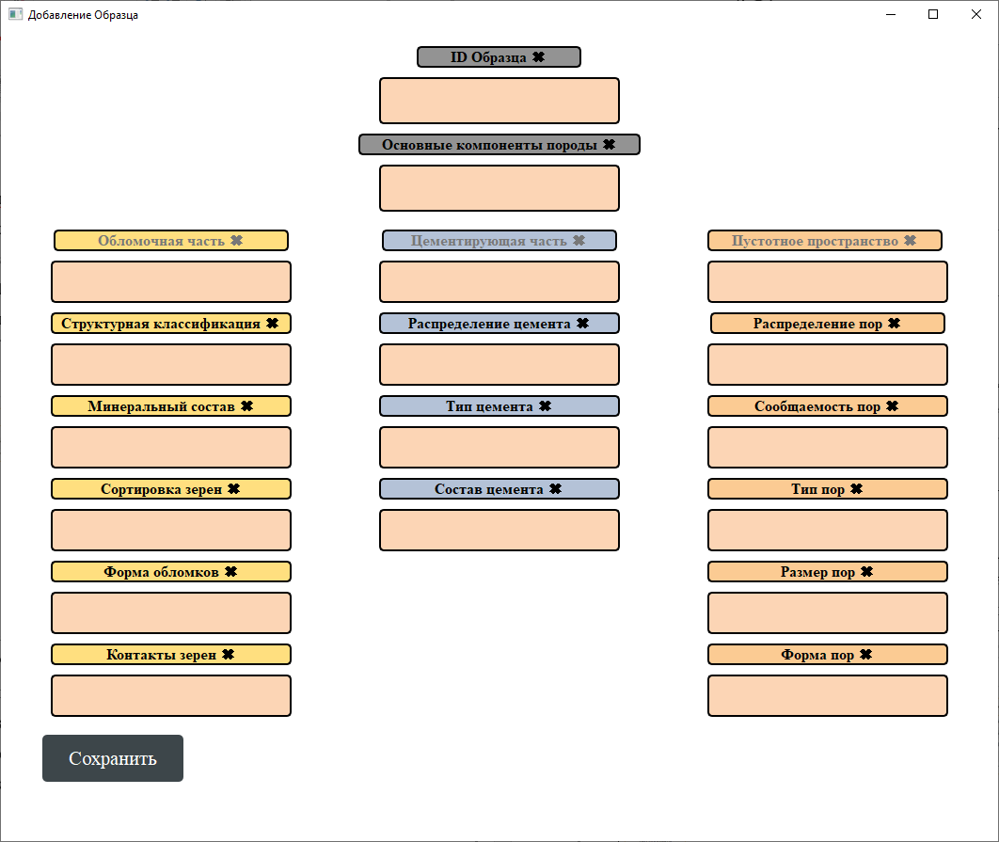 Добавление Образца
ID Образца ✖
Основные компоненты породы ✖
Обломочная часть ✖
Цементирующая часть ✖
Пустотное пространство ✖
Структурная классификация ✖
Распределение цемента ✖
Распределение пор ✖
Минеральный состав ✖
Тип цемента ✖
Сообщаемость пор ✖
Сортировка зерен ✖
Состав цемента ✖
Тип пор ✖
Форма обломков ✖
Размер пор ✖
Контакты зерен ✖
Форма пор ✖
Сохранить